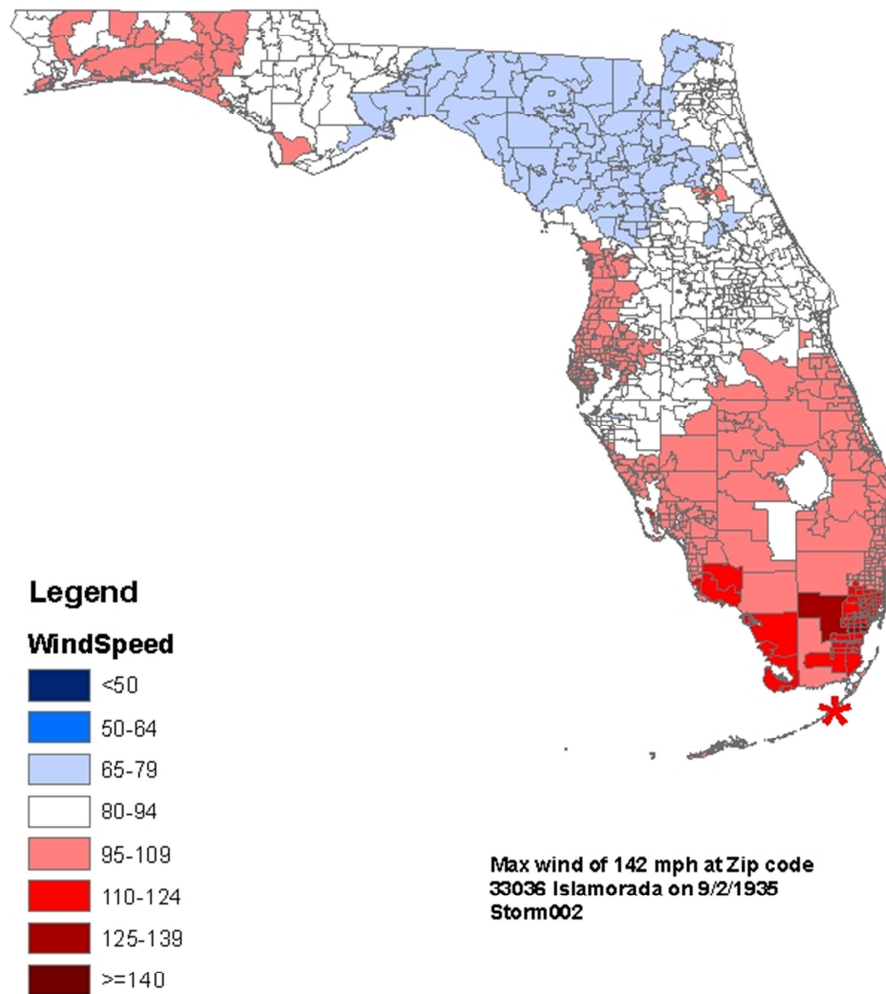 Legend
WindSpeed
<50
50-64
65-79
80-94
95-109
110-124
125-139
>=140
Max wind of 142 mph at Zip code
33036 Islamorada on 9/2/1935
Storm002